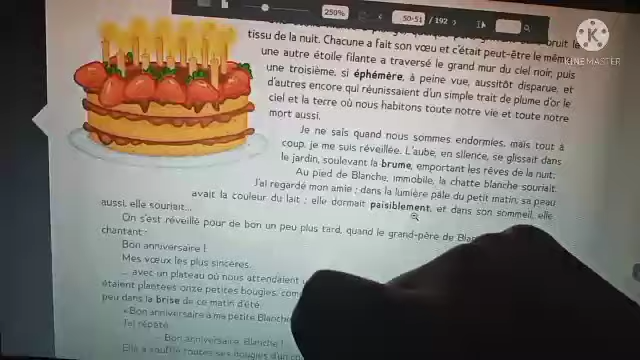 250%
50-51 / 192
KINEMASTER
tissu de la nuit. Chacune a fait son vœu et c'était peut-être le même
une autre étoile filante a traversé le grand mur du ciel noir, puis
une troisième, si éphémère, à peine vue, aussitôt disparue, et
d'autres encore qui réunissaient d'un simple trait de plume d'or le
ciel et la terre où nous habitons toute notre vie et toute notre
mort aussi.
Je ne sais quand nous sommes endormies, mais tout à
coup, je me suis réveillée. L'aube, en silence, se glissait dans
le jardin, soulevant la brume, emportant les rêves de la nuit.
Au pied de Blanche, immobile, la chatte blanche souriait.
J'ai regardé mon amie ; dans la lumière pâle du petit matin, sa peau
avait la couleur du lait ; elle dormait paisiblement, et dans son sommeil, elle
aussi, elle souriait...
On s'est réveillé pour de bon un peu plus tard, quand le grand-père de
chantant :
Bon anniversaire !
Mes vœux les plus sincères...
... avec un plateau où nous attendaient
étaient plantées onze petites bougies,
peu dans la brise de ce matin d'été.
«Bon anniversaire à ma petite Blanche
J'ai répété
– Bon anniversaire, Blanche !
Elle a soufflé toutes ses bougies d'un